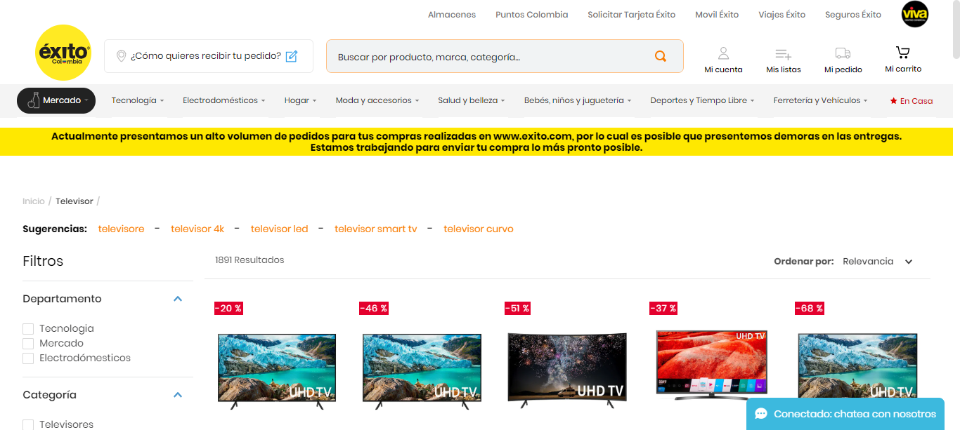 Almacenes Puntos Colombia Solicitar Tarjeta Éxito Movil Éxito Viajes Éxito Seguros Éxito viva
éxito
Colombia
¿Cómo quieres recibir tu pedido?
Buscar por producto, marca, categoría...
Mi cuenta Mis listas Mi pedido Mi carrito
Mercado Tecnología Electrodomésticos Hogar Moda y accesorios Salud y belleza Bebés, niños y juguetería Deportes y Tiempo Libre Ferretería y Vehículos En Casa
Actualmente presentamos un alto volumen de pedidos para tus compras realizadas en www.exito.com, por lo cual es posible que presentemos demoras en las entregas.
Estamos trabajando para enviar tu compra lo más pronto posible.
Inicio / Televisor /
Sugerencias: televisore - televisor 4k - televisor led - televisor smart tv - televisor curvo
Filtros
1891 Resultados
Ordenar por: Relevancia
Departamento
Tecnologia
Mercado
Electrodómesticos
Categoría
Televisores
-20 % -46 % -51 % -37 % -68 %
UHD TV UHD TV UHD TV UHD TV UHD TV
Conectado: chatea con nosotros